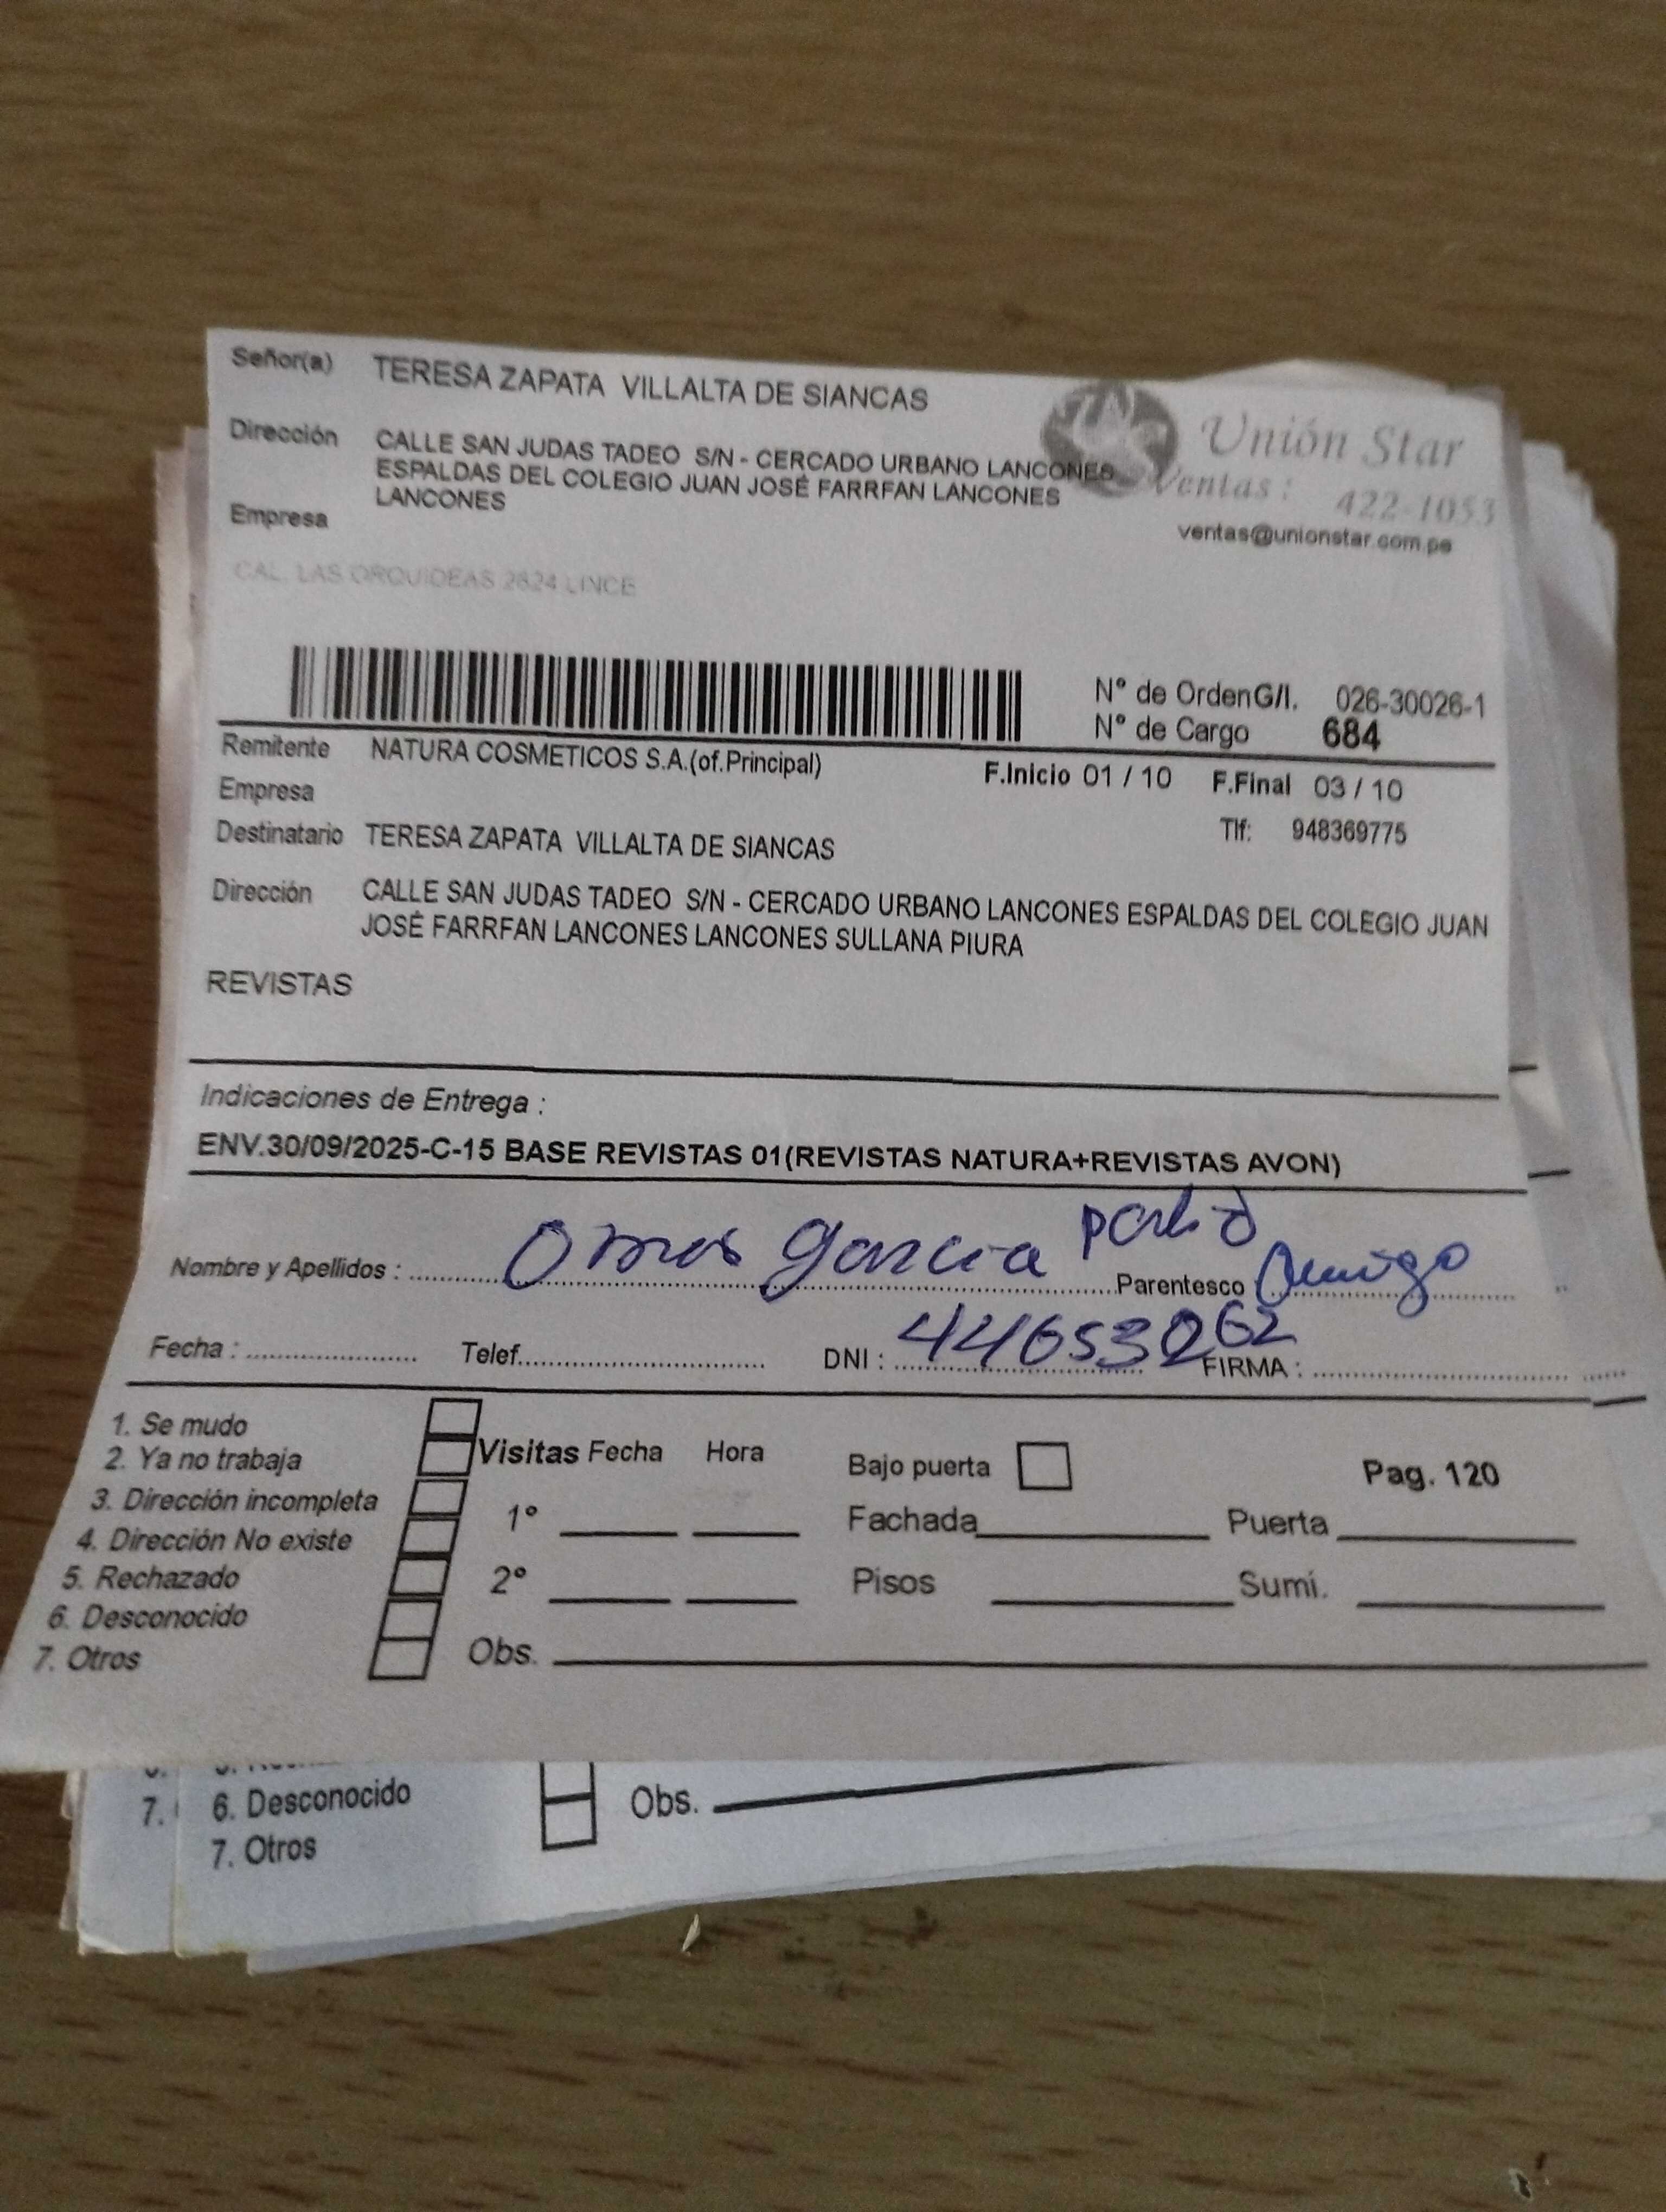 Señor(a) TERESA ZAPATA VILLALTA DE SIANCAS
Unión Star
Ventas : 422-1053
ventas@unionstar.com.pe
Dirección CALLE SAN JUDAS TADEO S/N - CERCADO URBANO LANCONES
ESPALDAS DEL COLEGIO JUAN JOSÉ FARRFAN LANCONES
LANCONES
Empresa
CAL. LAS ORQUIDEAS 2624 LINCE
N° de OrdenG/I. 026-30026-1
N° de Cargo 684
Remitente NATURA COSMETICOS S.A.(of.Principal)
F.Inicio 01 / 10 F.Final 03 / 10
Empresa
Tlf: 948369775
Destinatario TERESA ZAPATA VILLALTA DE SIANCAS
Dirección CALLE SAN JUDAS TADEO S/N - CERCADO URBANO LANCONES ESPALDAS DEL COLEGIO JUAN
JOSÉ FARRFAN LANCONES LANCONES SULLANA PIURA
REVISTAS
Indicaciones de Entrega :
ENV.30/09/2025-C-15 BASE REVISTAS 01(REVISTAS NATURA+REVISTAS AVON)
Nombre y Apellidos : Garcia Parentesco Amigo
Fecha : Telef. DNI : FIRMA :
1. Se mudo
2. Ya no trabaja
3. Dirección incompleta
4. Dirección No existe
5. Rechazado
6. Desconocido
7. Otros
Visitas Fecha Hora
1°
2°
Obs.
Bajo puerta
Pag. 120
Fachada Puerta
Pisos Sumi.
7. 6. Desconocido
7. Otros
Obs.